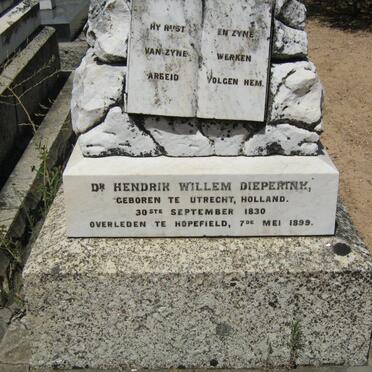 HY RUST
VAN ZYNE
ARBEID
EN ZYNE
WERKEN
VOLGEN HEM.
DR HENDRIK WILLEM DIEPERINK,
GEBOREN TE UTRECHT, HOLLAND.
30STE SEPTEMBER 1830
OVERLEDEN TE HOPEFIELD, 7DE MEI 1899.